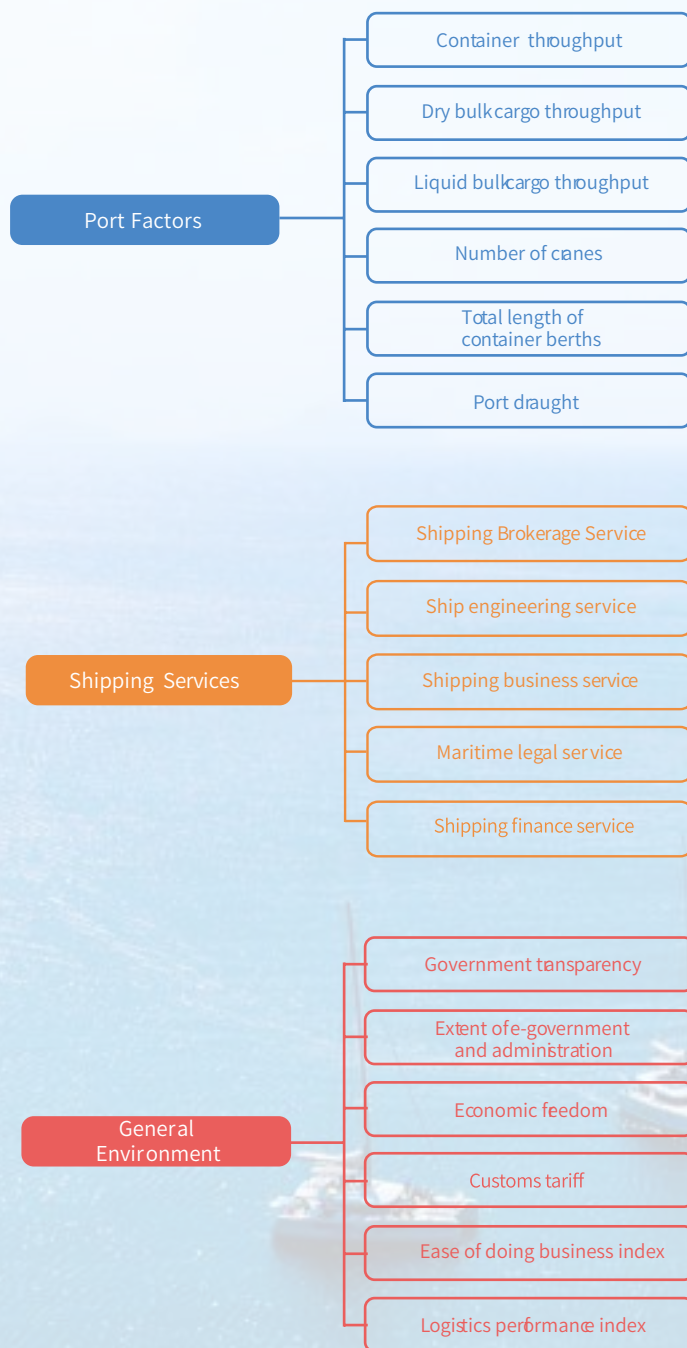 Container throughput
Dry bulk cargo throughput
Liquid bulk cargo throughput
Port Factors
Number of cranes
Total length of
container berths
Port draught
Shipping Brokerage Service
Ship engineering service
Shipping Services
Shipping business service
Maritime legal service
Shipping finance service
Government transparency
Extent of e-government
and administration
Economic freedom
General
Environment
Customs tariff
Ease of doing business index
Logistics performance index